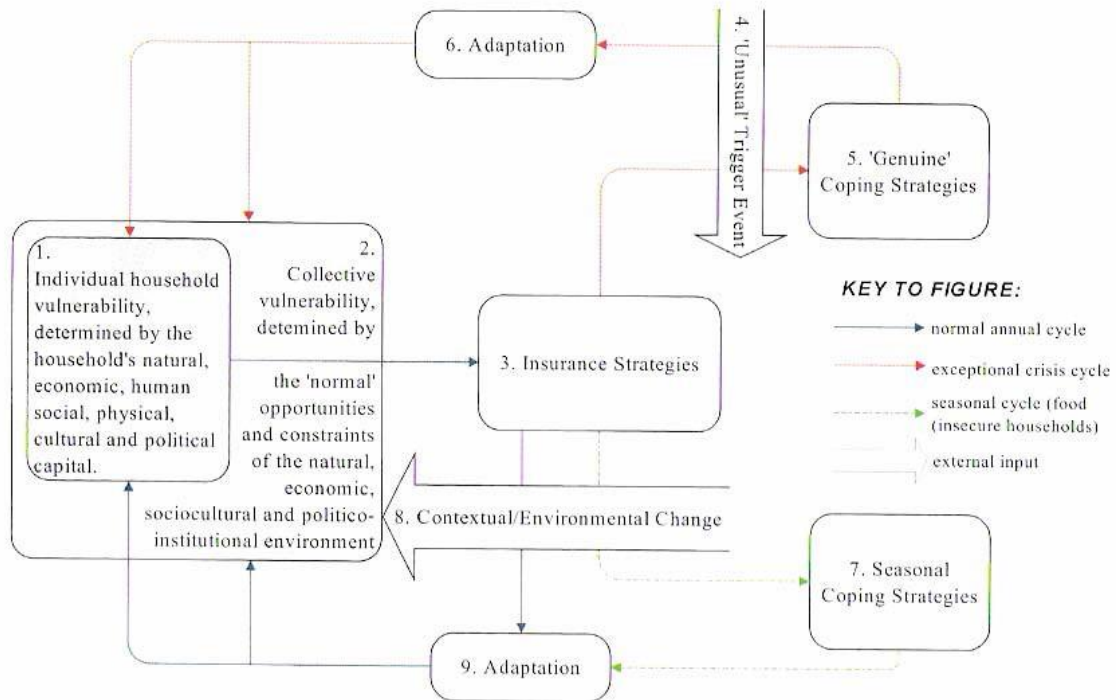 6. Adaptation
4. 'Unusual' Trigger Event
5. 'Genuine'
Coping Strategies
1.
Individual household
vulnerability,
determined by the
household's natural,
economic, human
social, physical,
cultural and political
capital.
2.
Collective
vulnerability,
detemined by
the 'normal'
opportunities
and constraints
of the natural,
economic,
sociocultural and politico-
institutional environment
3. Insurance Strategies
KEY TO FIGURE:
normal annual cycle
exceptional crisis cycle
seasonal cycle (food
(insecure households)
external input
8. Contextual/Environmental Change
7. Seasonal
Coping Strategies
9. Adaptation